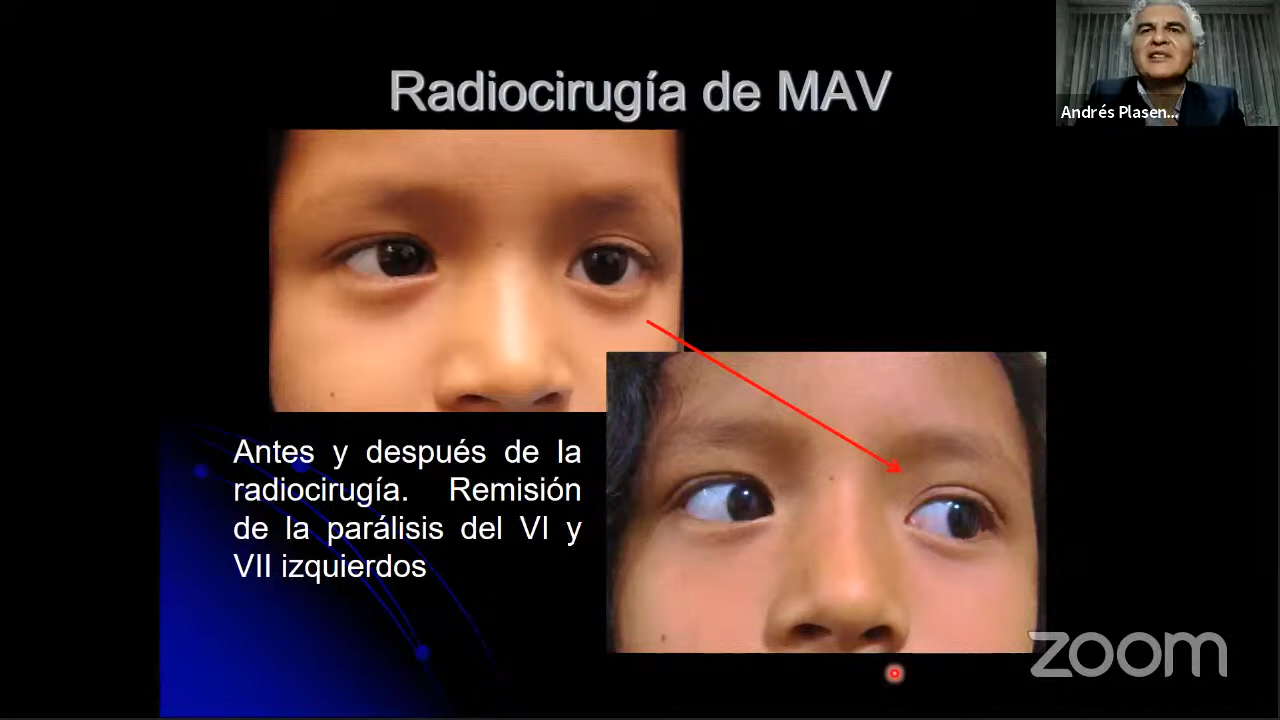 Radiocirugía de MAV
Andrés Plasen...
Antes y después de la
radiocirugía. Remisión
de la parálisis del VI y
VII izquierdos
zoom